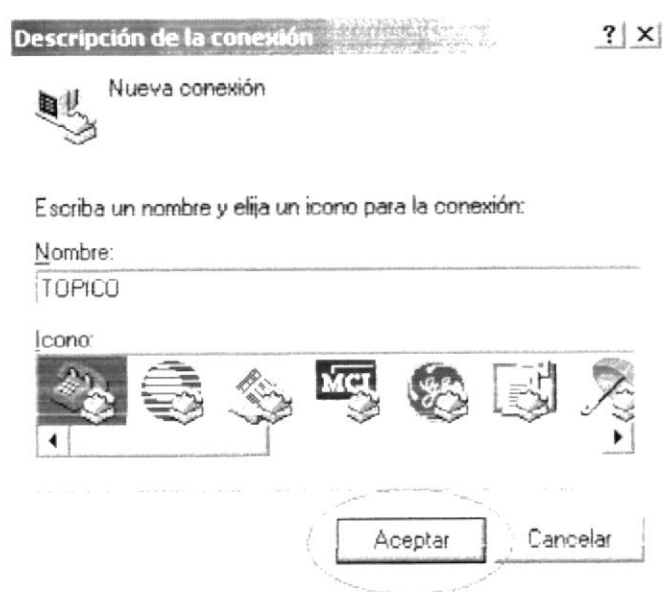 Descripción de la conexión
Nueva conexión
Escriba un nombre y elija un icono para la conexión:
Nombre:
TOPICO
Icono:
MCI
Aceptar
Cancelar